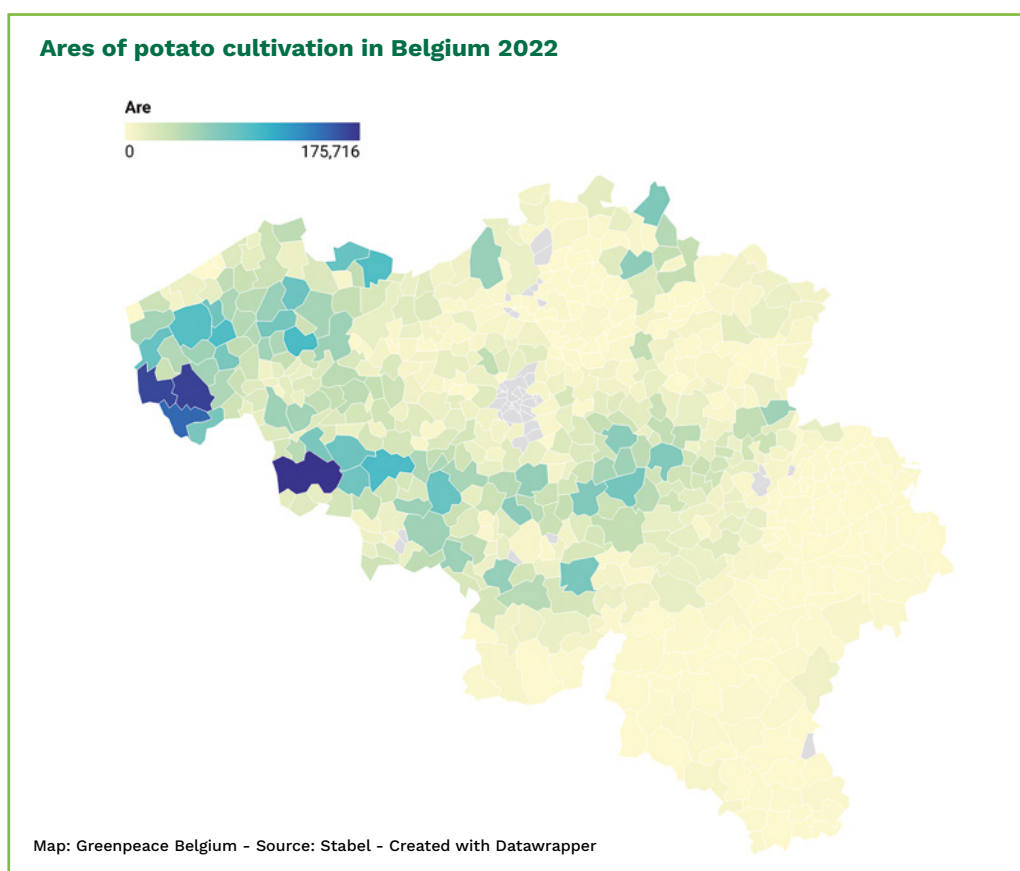 Ares of potato cultivation in Belgium 2022
Are
0 175,716
Map: Greenpeace Belgium - Source: Stabel - Created with Datawrapper